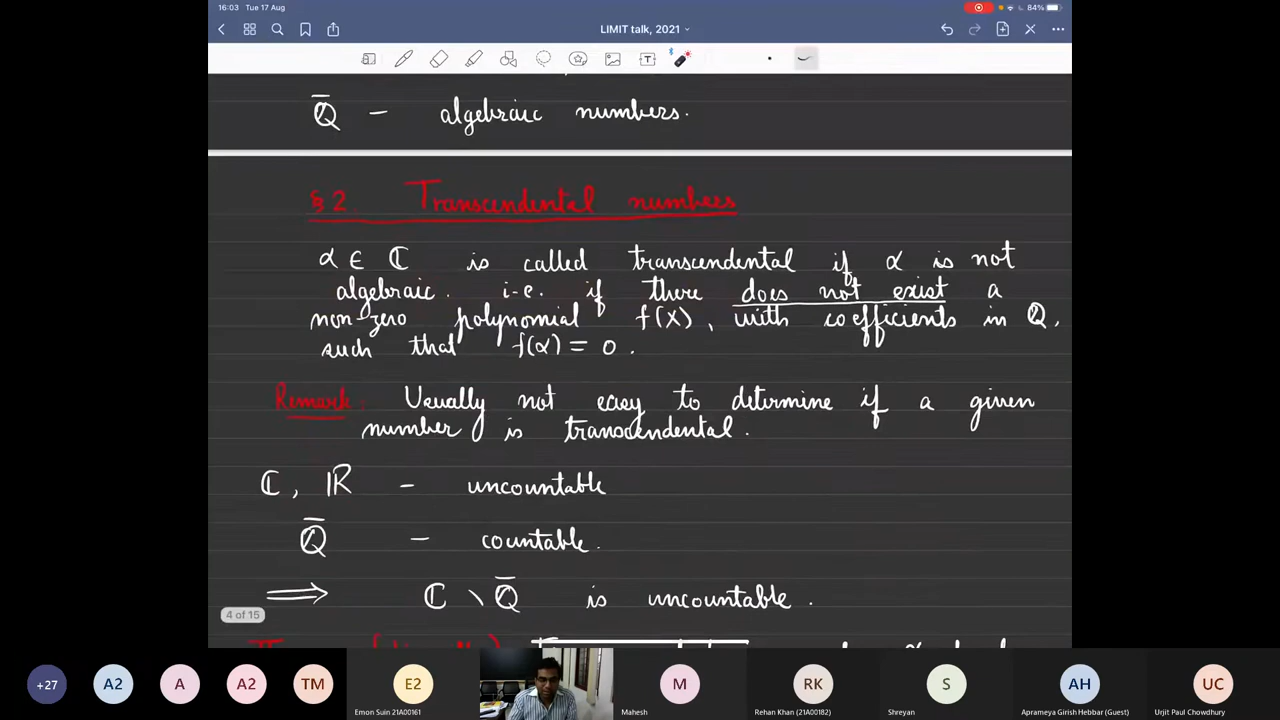 16:03 Tue 17 Aug
84%
LIMIT talk, 2021
Q̄ - algebraic numbers.
§2 Transcendental numbers
α ∈ ℂ is called transcendental if α is not
algebraic. i.e. if there does not exist a
non-zero polynomial f(X), with coefficients in ℚ,
such that f(α) = 0.
Remark: Usually not easy to determine if a given
number is transcendental.
ℂ, ℝ - uncountable
Q̄ - countable.
⟹ ℂ \ Q̄ is uncountable.
4 of 15
+27
A2
A
A2
TM
E2
M
RK
S
AH
UC
Emon Suin 21A00161
Mahesh
Rehan Khan (21A00182)
Shreyan
Aprameya Girish Hebbar (Guest)
Urjit Paul Chowdhury